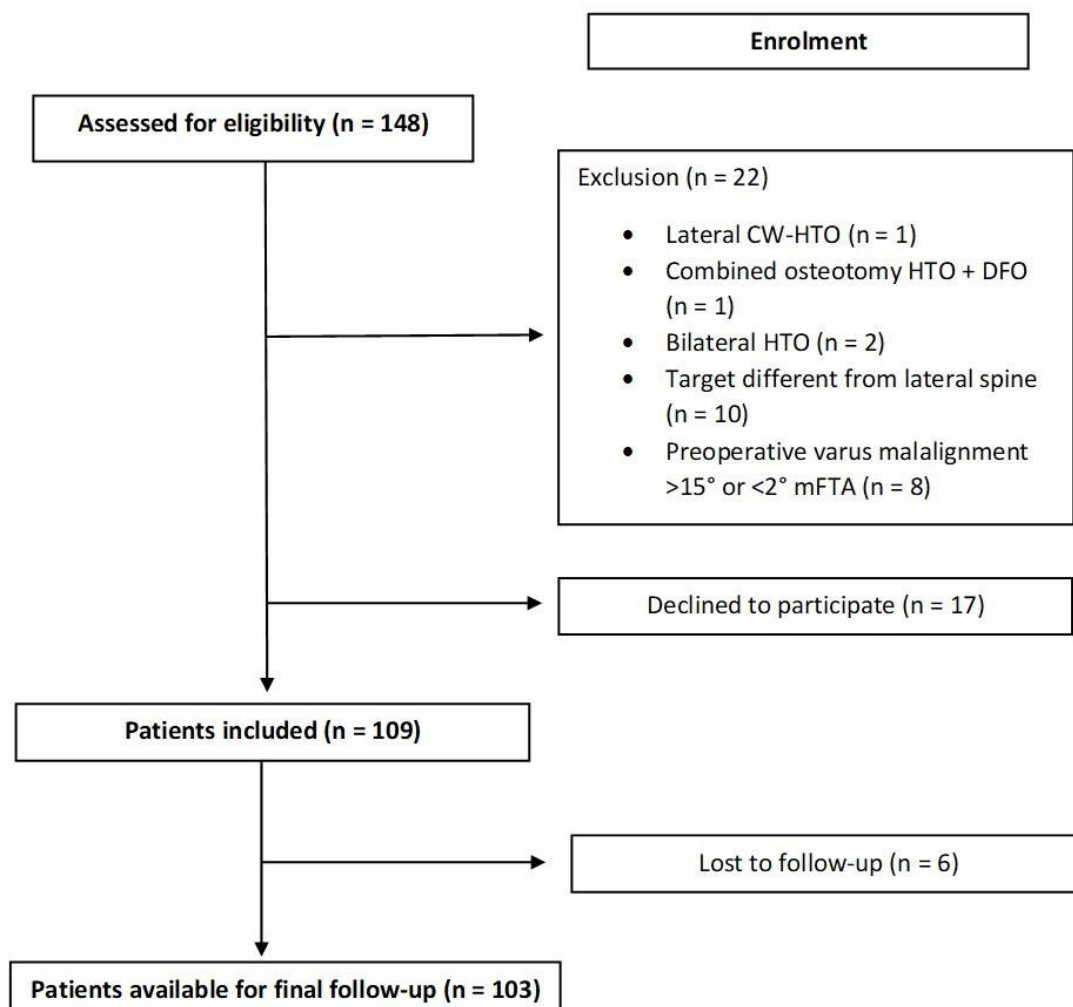 Enrolment
Assessed for eligibility (n = 148)
Exclusion (n = 22)
• Lateral CW-HTO (n = 1)
• Combined osteotomy HTO + DFO
(n = 1)
• Bilateral HTO (n = 2)
• Target different from lateral spine
(n = 10)
• Preoperative varus malalignment
>15° or <2° mFTA (n = 8)
Declined to participate (n = 17)
Patients included (n = 109)
Lost to follow-up (n = 6)
Patients available for final follow-up (n = 103)